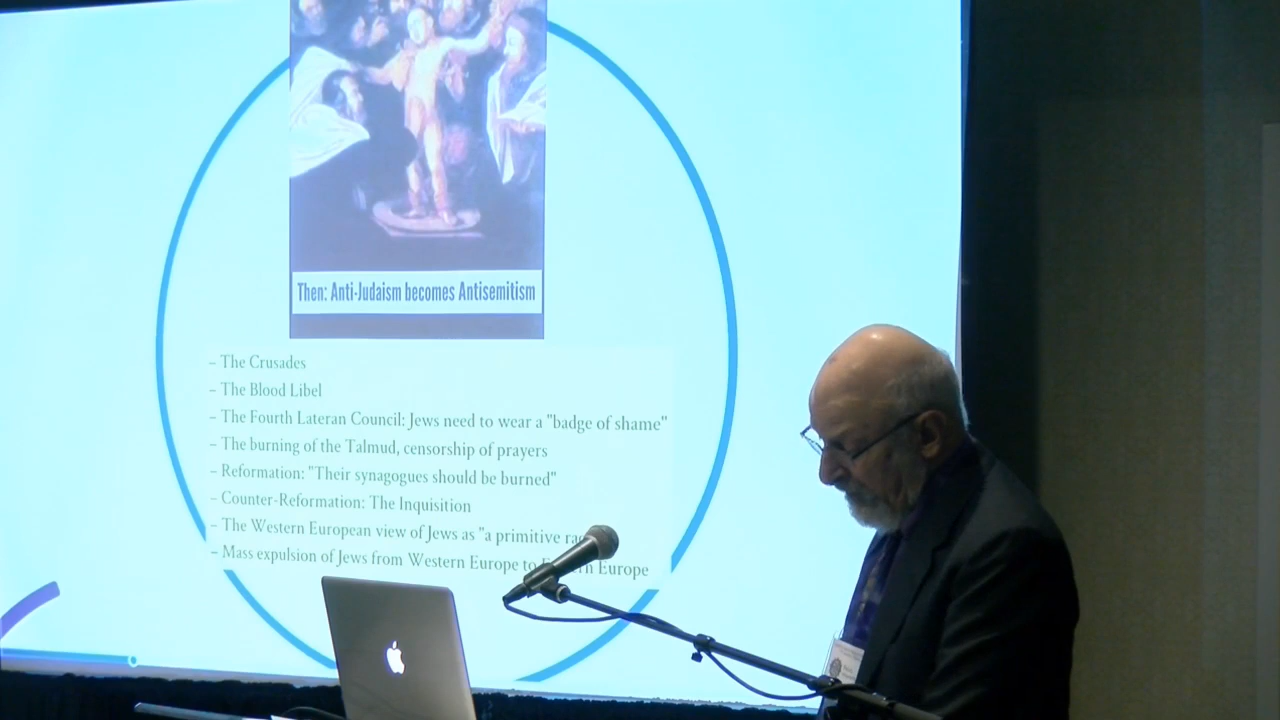 Then: Anti-Judaism becomes Antisemitism
– The Crusades
– The Blood Libel
– The Fourth Lateran Council: Jews need to wear a "badge of shame"
– The burning of the Talmud, censorship of prayers
– Reformation: "Their synagogues should be burned"
– Counter-Reformation: The Inquisition
– The Western European view of Jews as "a primitive
– Mass expulsion of Jews from Western Europe to Europe